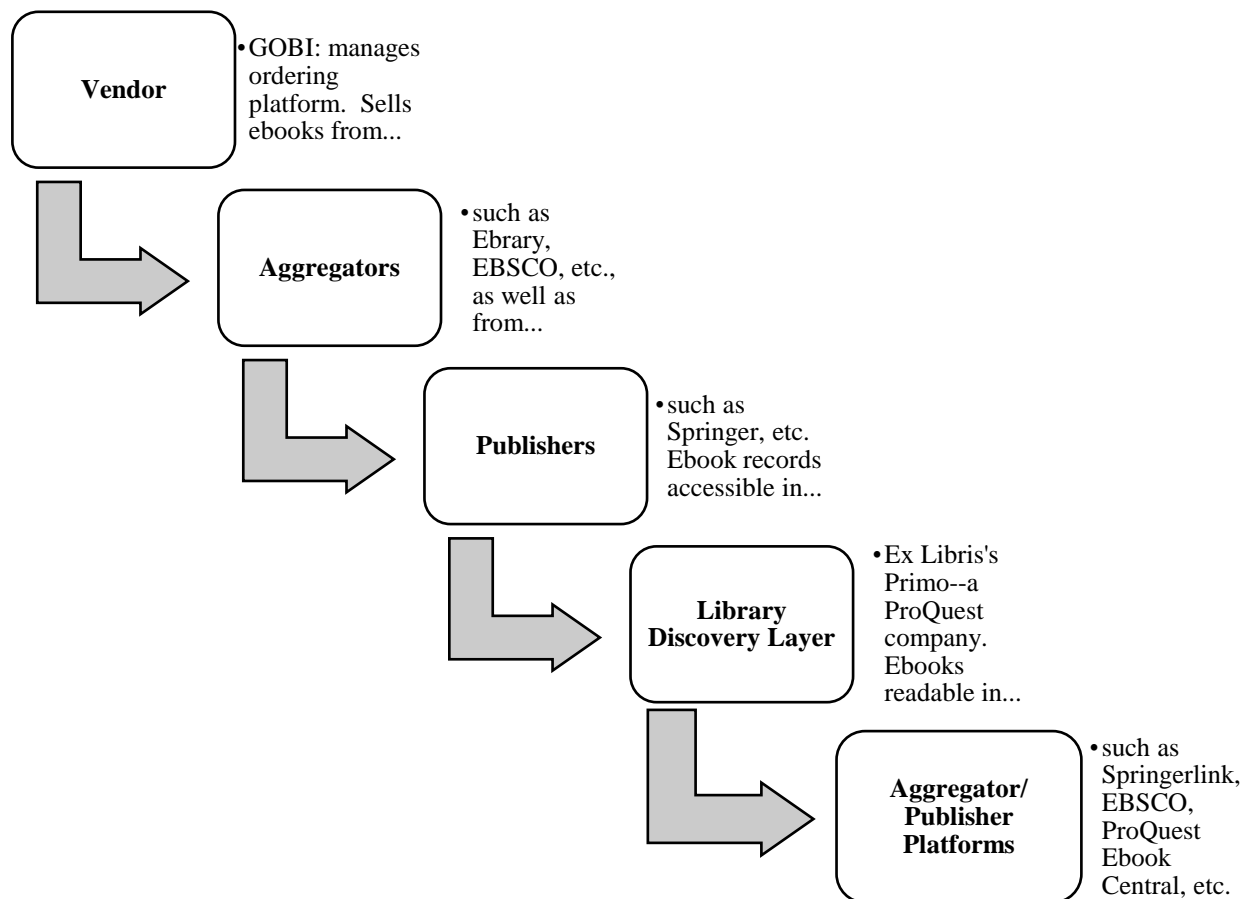 Vendor
•GOBI: manages
ordering
platform.  Sells
ebooks from...
Aggregators
•such as
Ebrary,
EBSCO, etc.,
as well as
from...
Publishers
•such as
Springer, etc.
Ebook records
accessible in...
Library
Discovery Layer
•Ex Libris's
Primo--a
ProQuest
company.
Ebooks
readable in...
Aggregator/
Publisher
Platforms
•such as
Springerlink,
EBSCO,
ProQuest
Ebook
Central, etc.